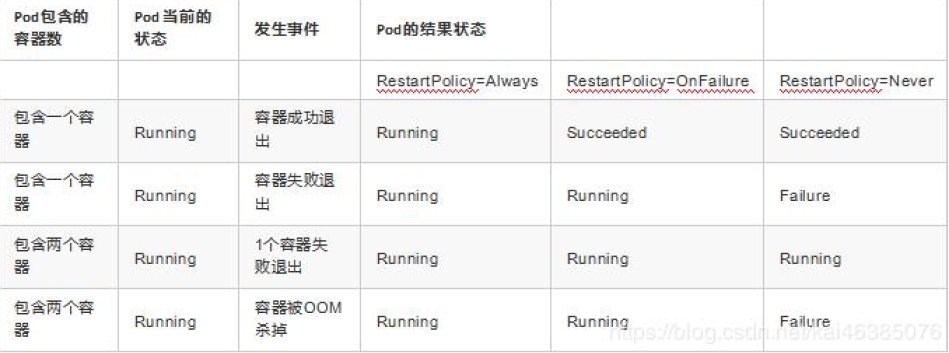 Pod包含的
容器数
Pod 当前的
状态
发生事件
Pod的结果状态
RestartPolicy=Always
RestartPolicy=OnFailure
RestartPolicy=Never
包含一个容
器
Running
容器成功退
出
Running
Succeeded
Succeeded
包含一个容
器
Running
容器失败退
出
Running
Running
Failure
包含两个容
器
Running
1个容器失
败退出
Running
Running
Running
包含两个容
器
Running
容器被OOM
杀掉
Running
Running
Failure
https://blog.csdn.net/kai46385076